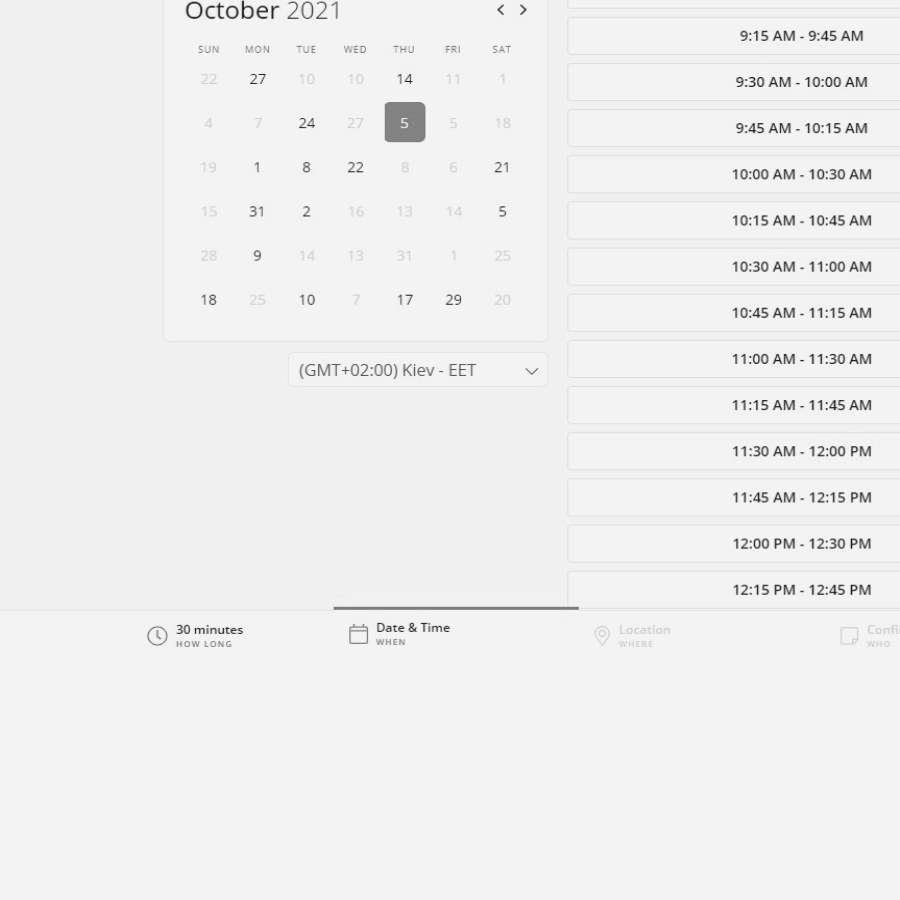 October 2021
SUN MON TUE WED THU FRI SAT
22 27 10 10 14 11 1
4 7 24 27 5 5 18
19 1 8 22 8 6 21
15 31 2 16 13 14 5
28 9 14 13 31 1 25
18 25 10 7 17 29 20
(GMT+02:00) Kiev - EET
9:15 AM - 9:45 AM
9:30 AM - 10:00 AM
9:45 AM - 10:15 AM
10:00 AM - 10:30 AM
10:15 AM - 10:45 AM
10:30 AM - 11:00 AM
10:45 AM - 11:15 AM
11:00 AM - 11:30 AM
11:15 AM - 11:45 AM
11:30 AM - 12:00 PM
11:45 AM - 12:15 PM
12:00 PM - 12:30 PM
12:15 PM - 12:45 PM
30 minutes
HOW LONG
Date & Time
WHEN
Location
WHERE
WHO